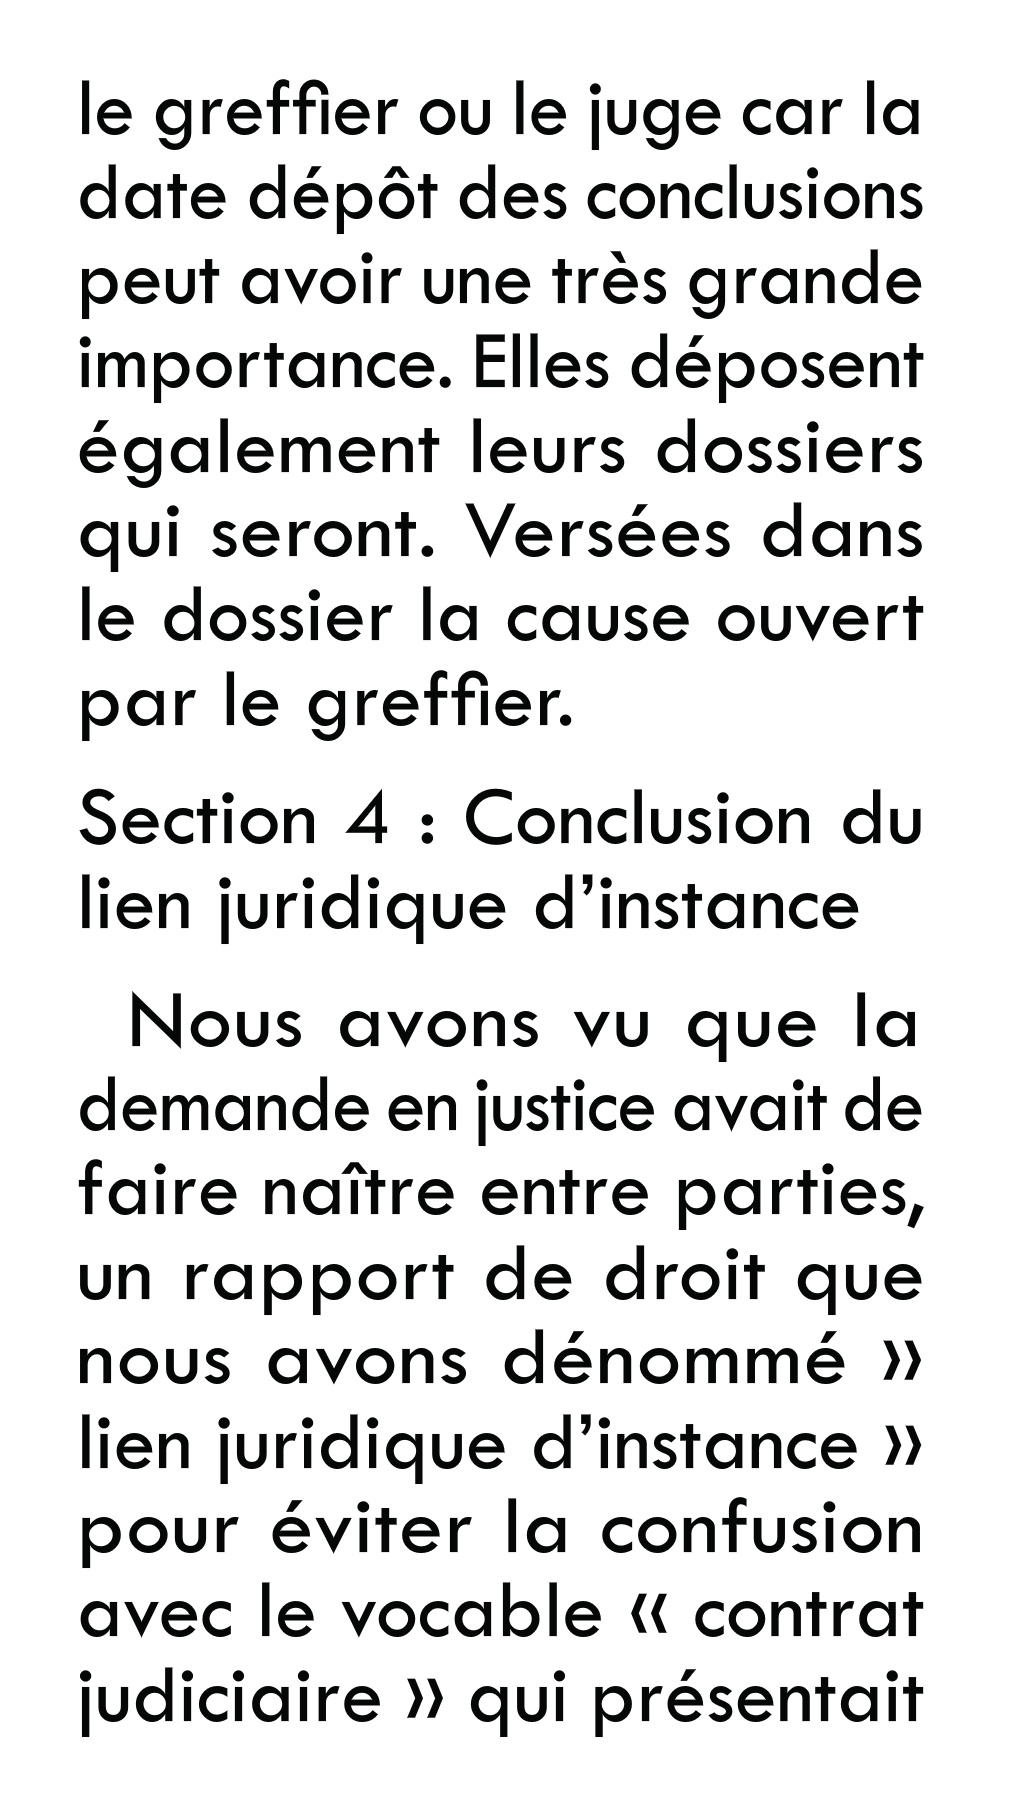 le greffier ou le juge car la
date dépôt des conclusions
peut avoir une très grande
importance. Elles déposent
également leurs dossiers
qui seront. Versées dans
le dossier la cause ouvert
par le greffier.
Section 4 : Conclusion du
lien juridique d’instance
Nous avons vu que la
demande en justice avait de
faire naître entre parties,
un rapport de droit que
nous avons dénommé »
lien juridique d’instance »
pour éviter la confusion
avec le vocable « contrat
judiciaire » qui présentait